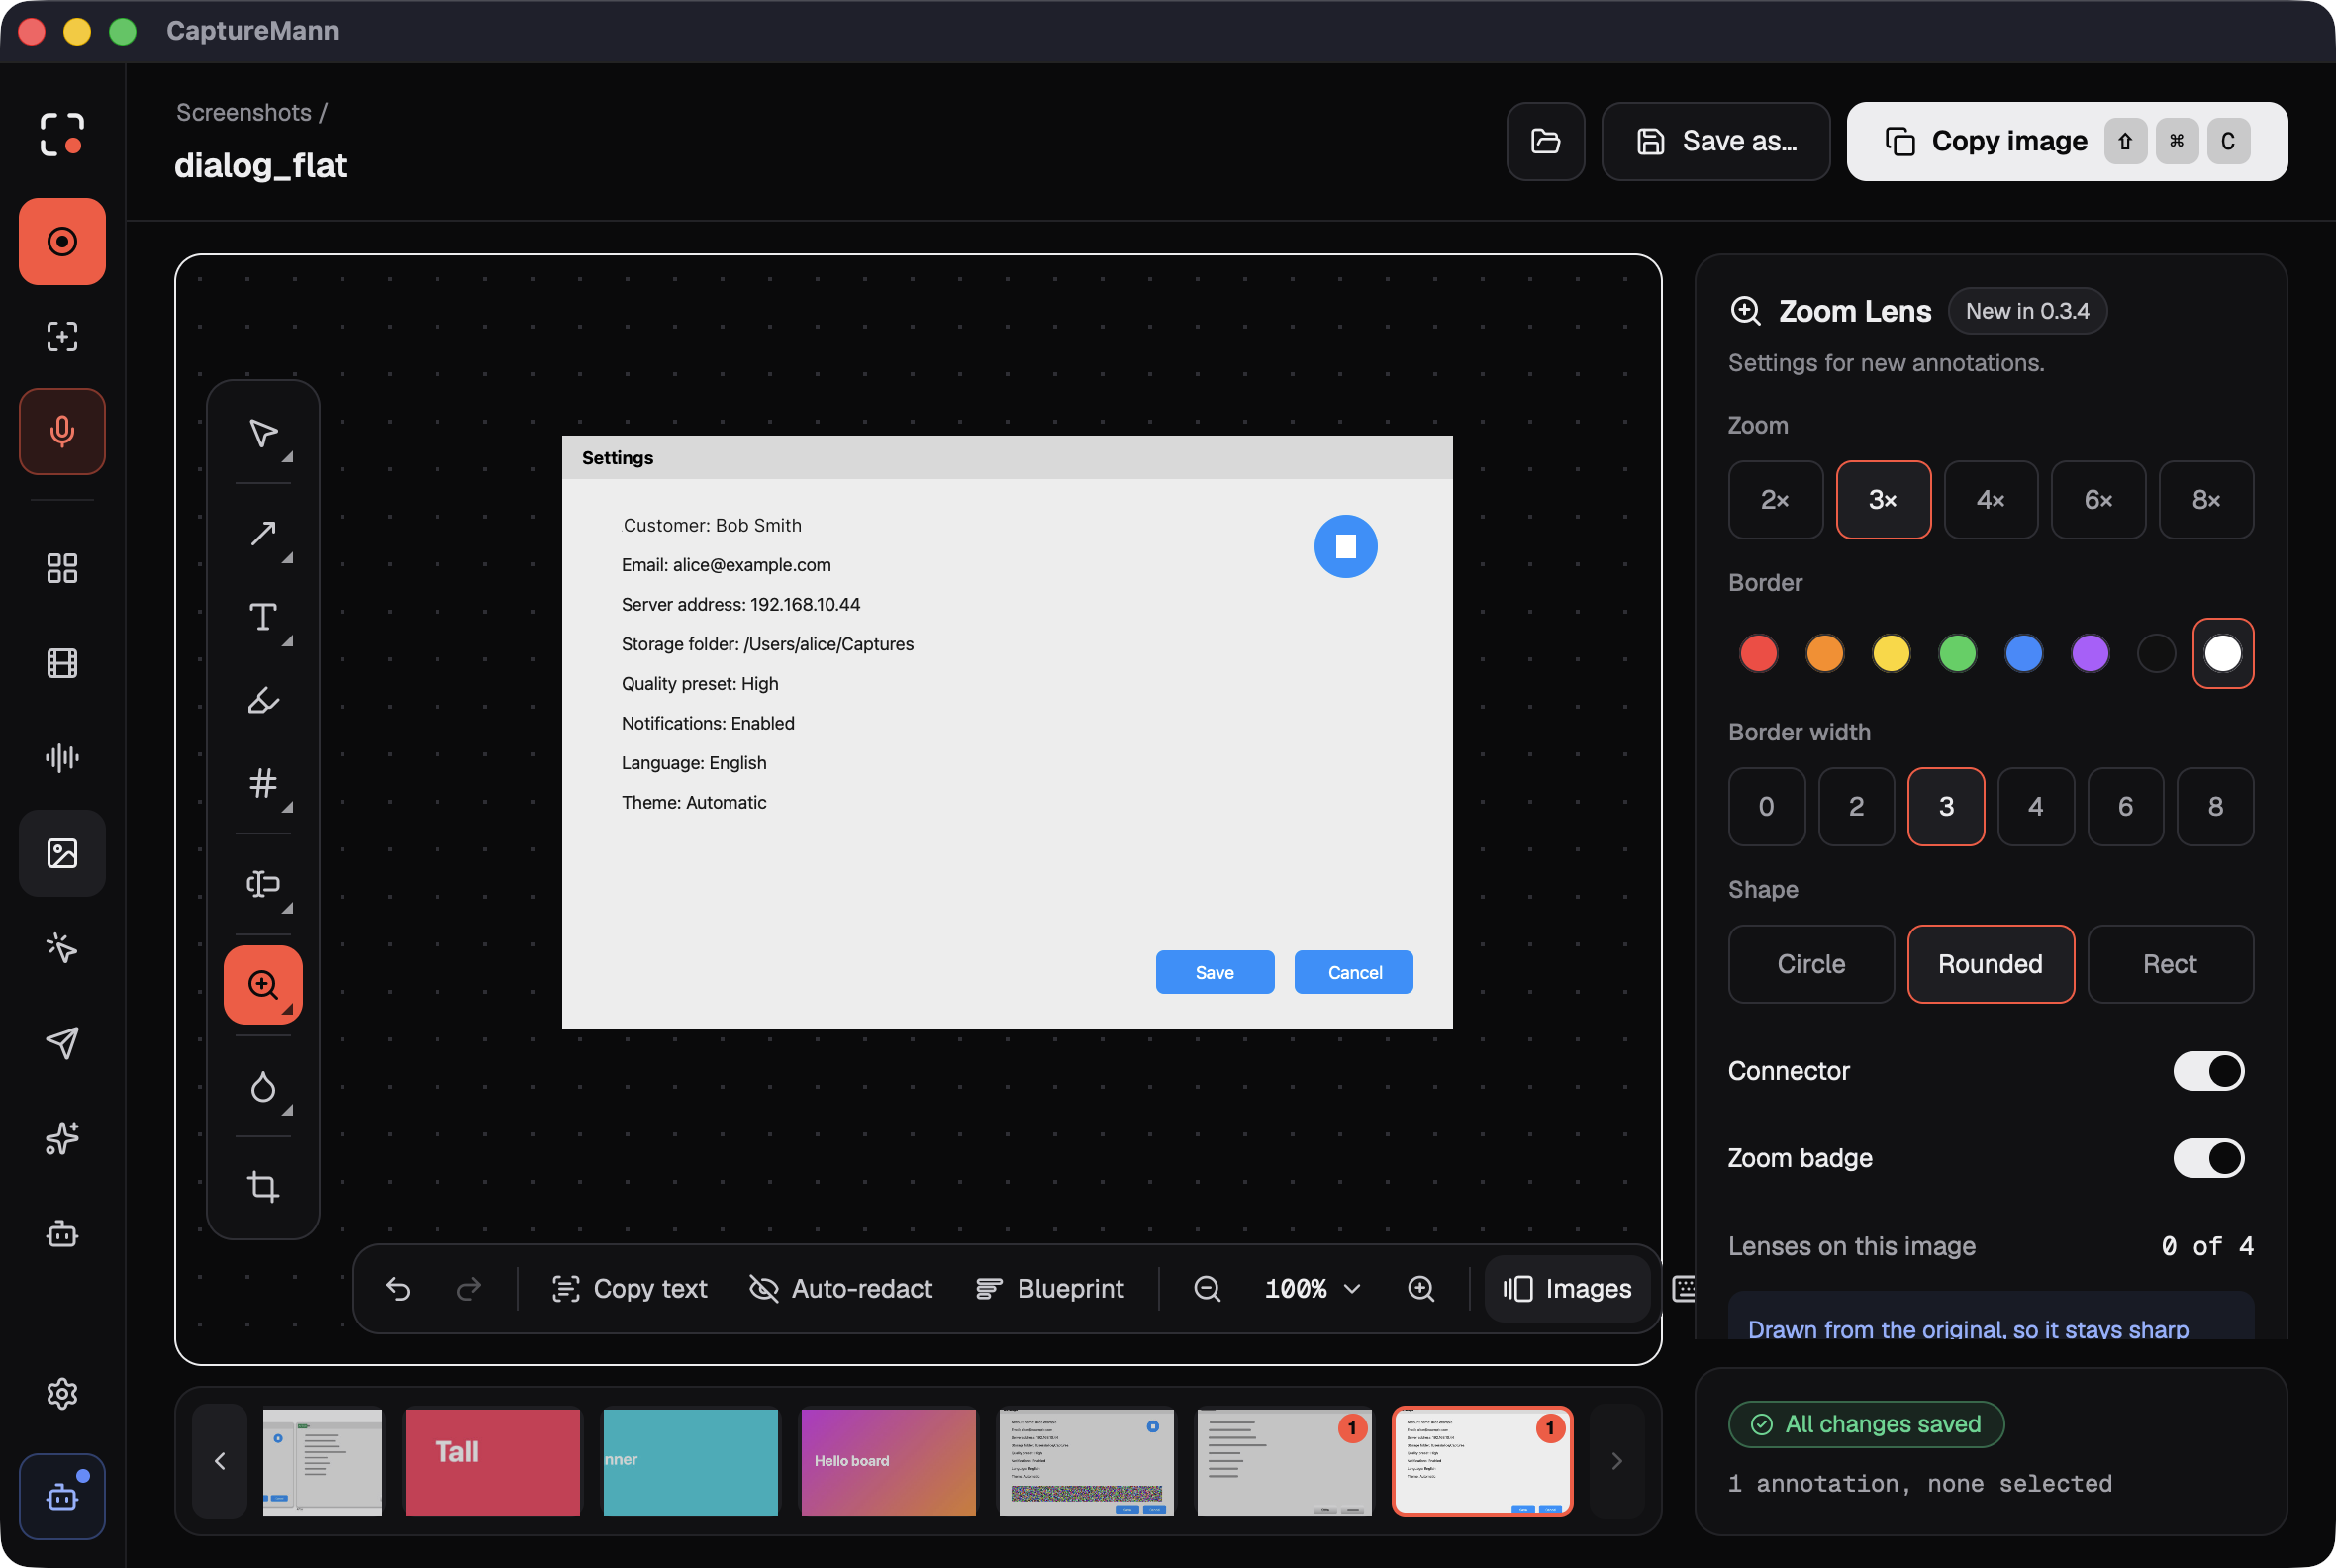 CaptureMann
Screenshots /
dialog_flat
Save as...
Copy image ⇧ ⌘ C
Settings
Customer: Bob Smith
Email: alice@example.com
Server address: 192.168.10.44
Storage folder: /Users/alice/Captures
Quality preset: High
Notifications: Enabled
Language: English
Theme: Automatic
Save
Cancel
Copy text
Auto-redact
Blueprint
100%
Images
Tall
nner
Hello board
1
1
Zoom Lens
New in 0.3.4
Settings for new annotations.
Zoom
2× 3× 4× 6× 8×
Border
Border width
0 2 3 4 6 8
Shape
Circle Rounded Rect
Connector
Zoom badge
Lenses on this image 0 of 4
Drawn from the original, so it stays sharp
All changes saved
1 annotation, none selected